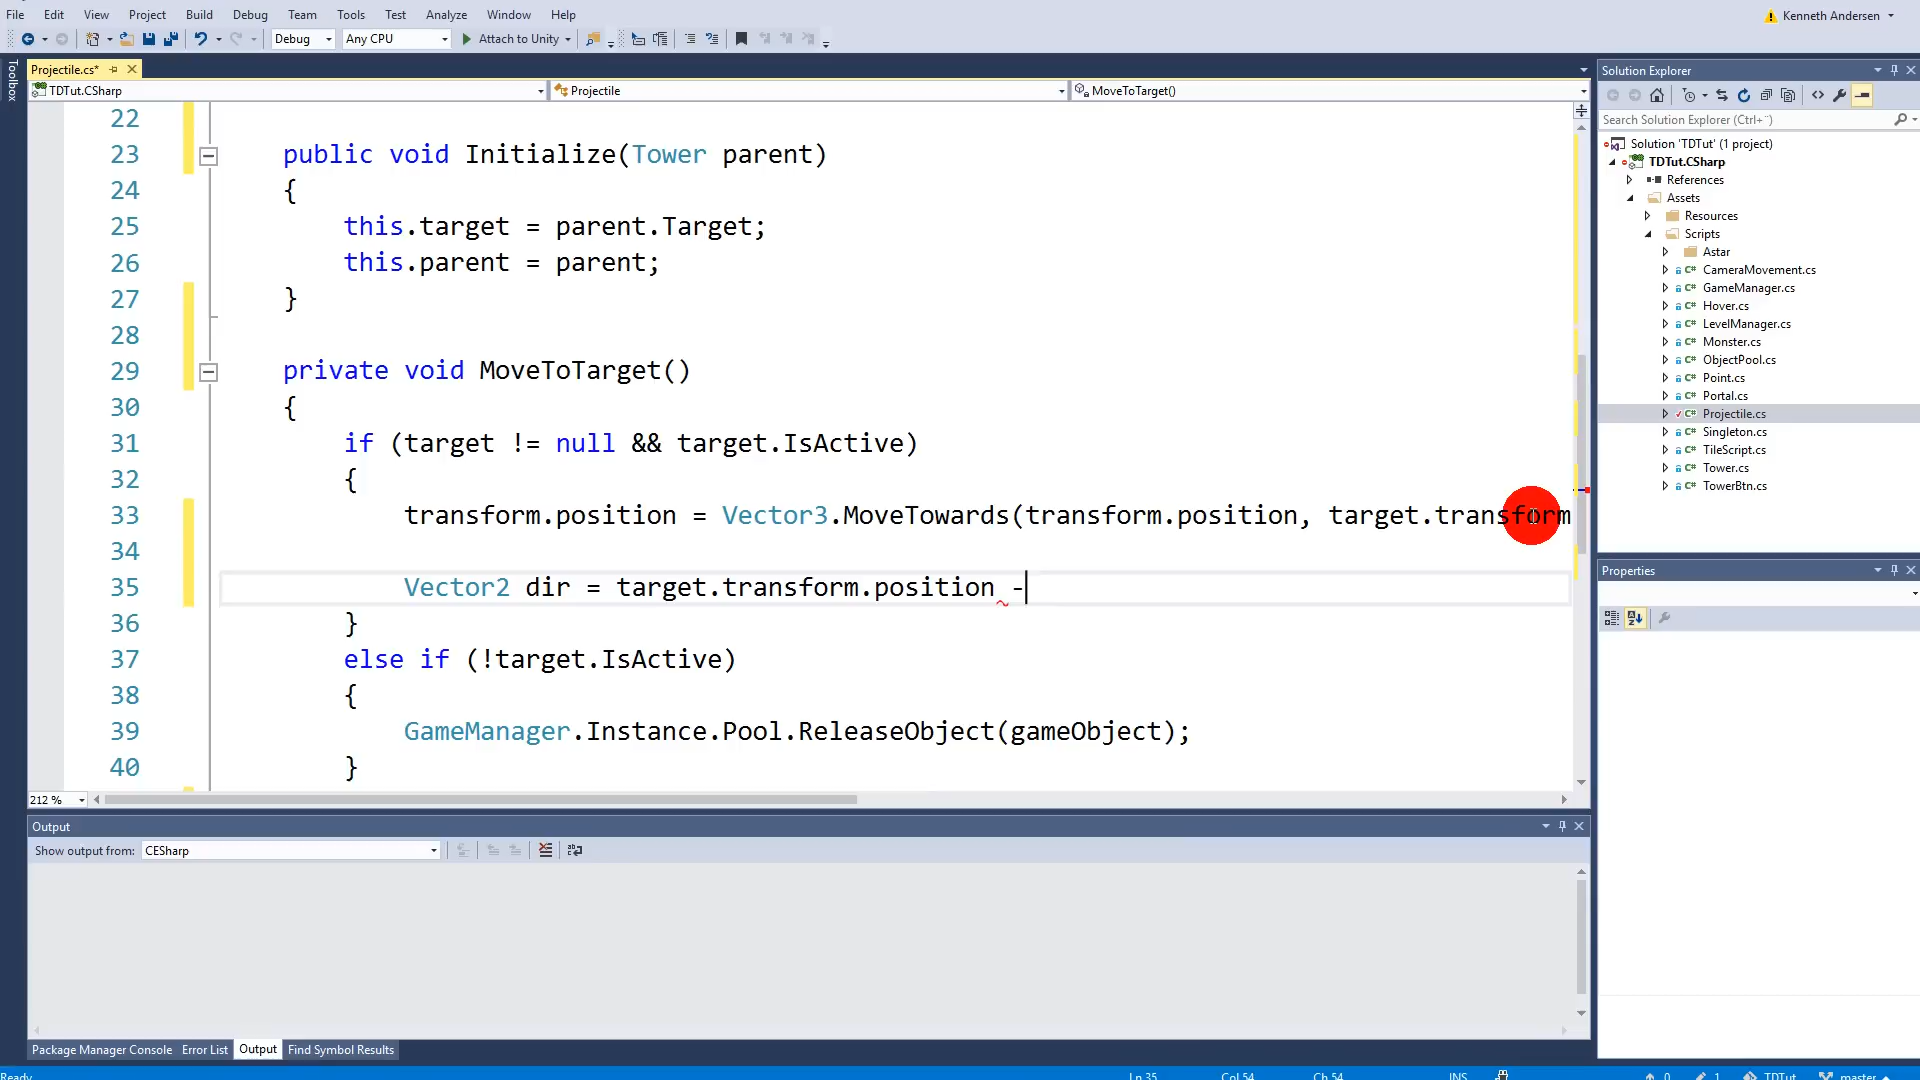 File Edit View Project Build Debug Team Tools Test Analyze Window Help Kenneth Andersen
Debug Any CPU Attach to Unity
Toolbox
Projectile.cs*
TDTut.CSharp Projectile MoveToTarget()
22
23 public void Initialize(Tower parent)
24 {
25 this.target = parent.Target;
26 this.parent = parent;
27 }
28
29 private void MoveToTarget()
30 {
31 if (target != null && target.IsActive)
32 {
33 transform.position = Vector3.MoveTowards(transform.position, target.transform
34
35 Vector2 dir = target.transform.position -
36 }
37 else if (!target.IsActive)
38 {
39 GameManager.Instance.Pool.ReleaseObject(gameObject);
40 }
212 %
Output
Show output from: CESharp
Package Manager Console Error List Output Find Symbol Results
Solution Explorer
Search Solution Explorer (Ctrl+¨)
Solution 'TDTut' (1 project)
TDTut.CSharp
References
Assets
Resources
Scripts
Astar
C# CameraMovement.cs
C# GameManager.cs
C# Hover.cs
C# LevelManager.cs
C# Monster.cs
C# ObjectPool.cs
C# Point.cs
C# Portal.cs
C# Projectile.cs
C# Singleton.cs
C# TileScript.cs
C# Tower.cs
C# TowerBtn.cs
Properties
Ready Ln 35 Col 54 Ch 54 INS 0 1 TDTut master